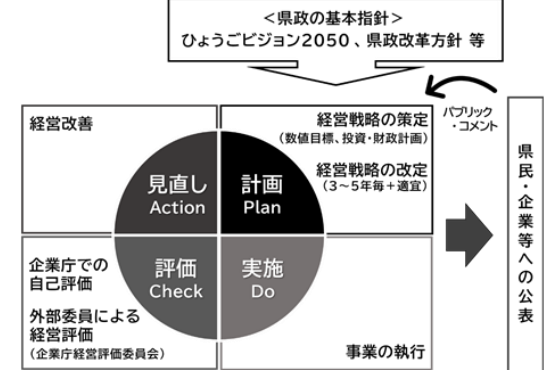 ＜県政の基本指針＞
ひょうごビジョン2050、県政改革方針 等
パブリック
・コメント
経営改善
経営戦略の策定
(数値目標、投資・財政計画)
経営戦略の改定
(3～5年毎＋適宜)
見直し
Action
計画
Plan
評価
Check
実施
Do
企業庁での
自己評価
外部委員による
経営評価
(企業庁経営評価委員会)
事業の執行
県民・企業等への公表